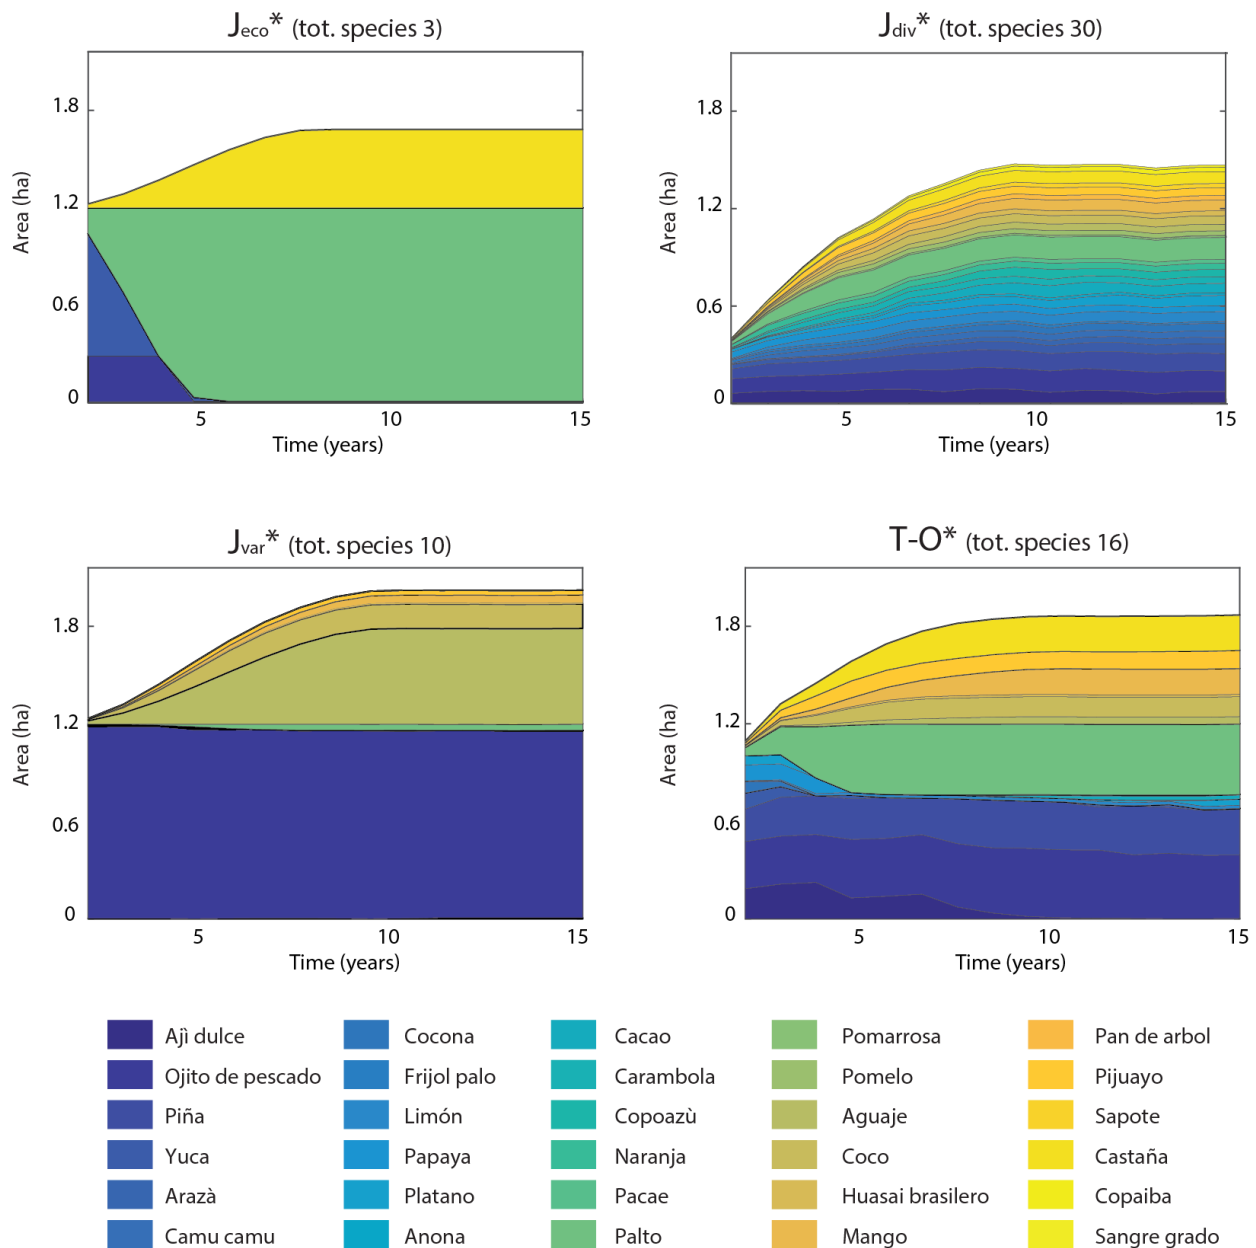 Jeco* (tot. species 3)
Jdiv* (tot. species 30)
1.8
1.2
0.6
0
Area (ha)
5
10
15
Time (years)
1.8
1.2
0.6
0
Area (ha)
5
10
15
Time (years)
Jvar* (tot. species 10)
T-O* (tot. species 16)
1.8
1.2
0.6
0
Area (ha)
5
10
15
Time (years)
1.8
1.2
0.6
0
Area (ha)
5
10
15
Time (years)
Ajì dulce
Ojito de pescado
Piña
Yuca
Arazà
Camu camu
Cocona
Frijol palo
Limón
Papaya
Platano
Anona
Cacao
Carambola
Copoazù
Naranja
Pacae
Palto
Pomarrosa
Pomelo
Aguaje
Coco
Huasai brasilero
Mango
Pan de arbol
Pijuayo
Sapote
Castaña
Copaiba
Sangre grado